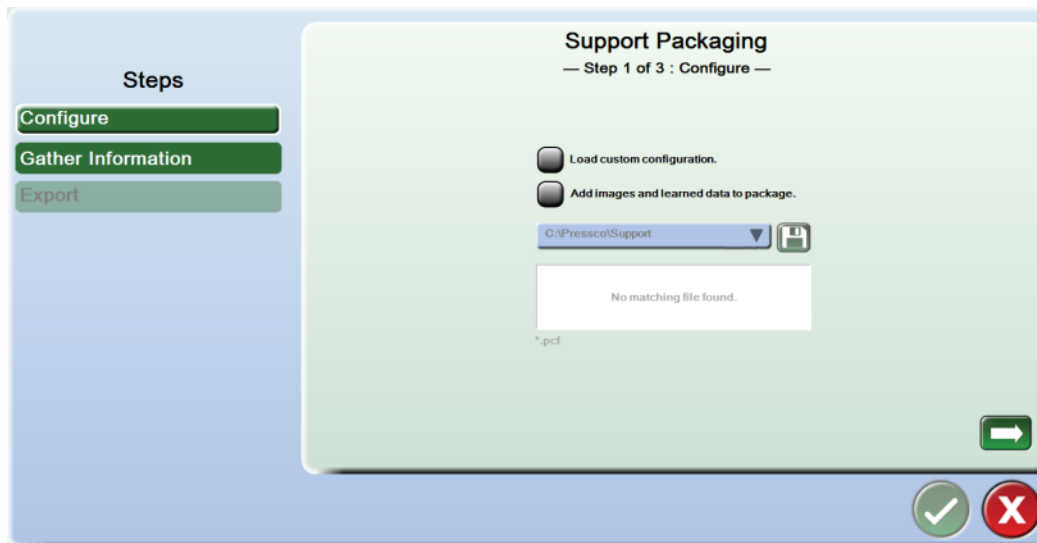 Steps
Configure
Gather Information
Export
Support Packaging
— Step 1 of 3 : Configure —
Load custom configuration.
Add images and learned data to package.
C:\Pressco\Support
No matching file found.
*.pcf
X